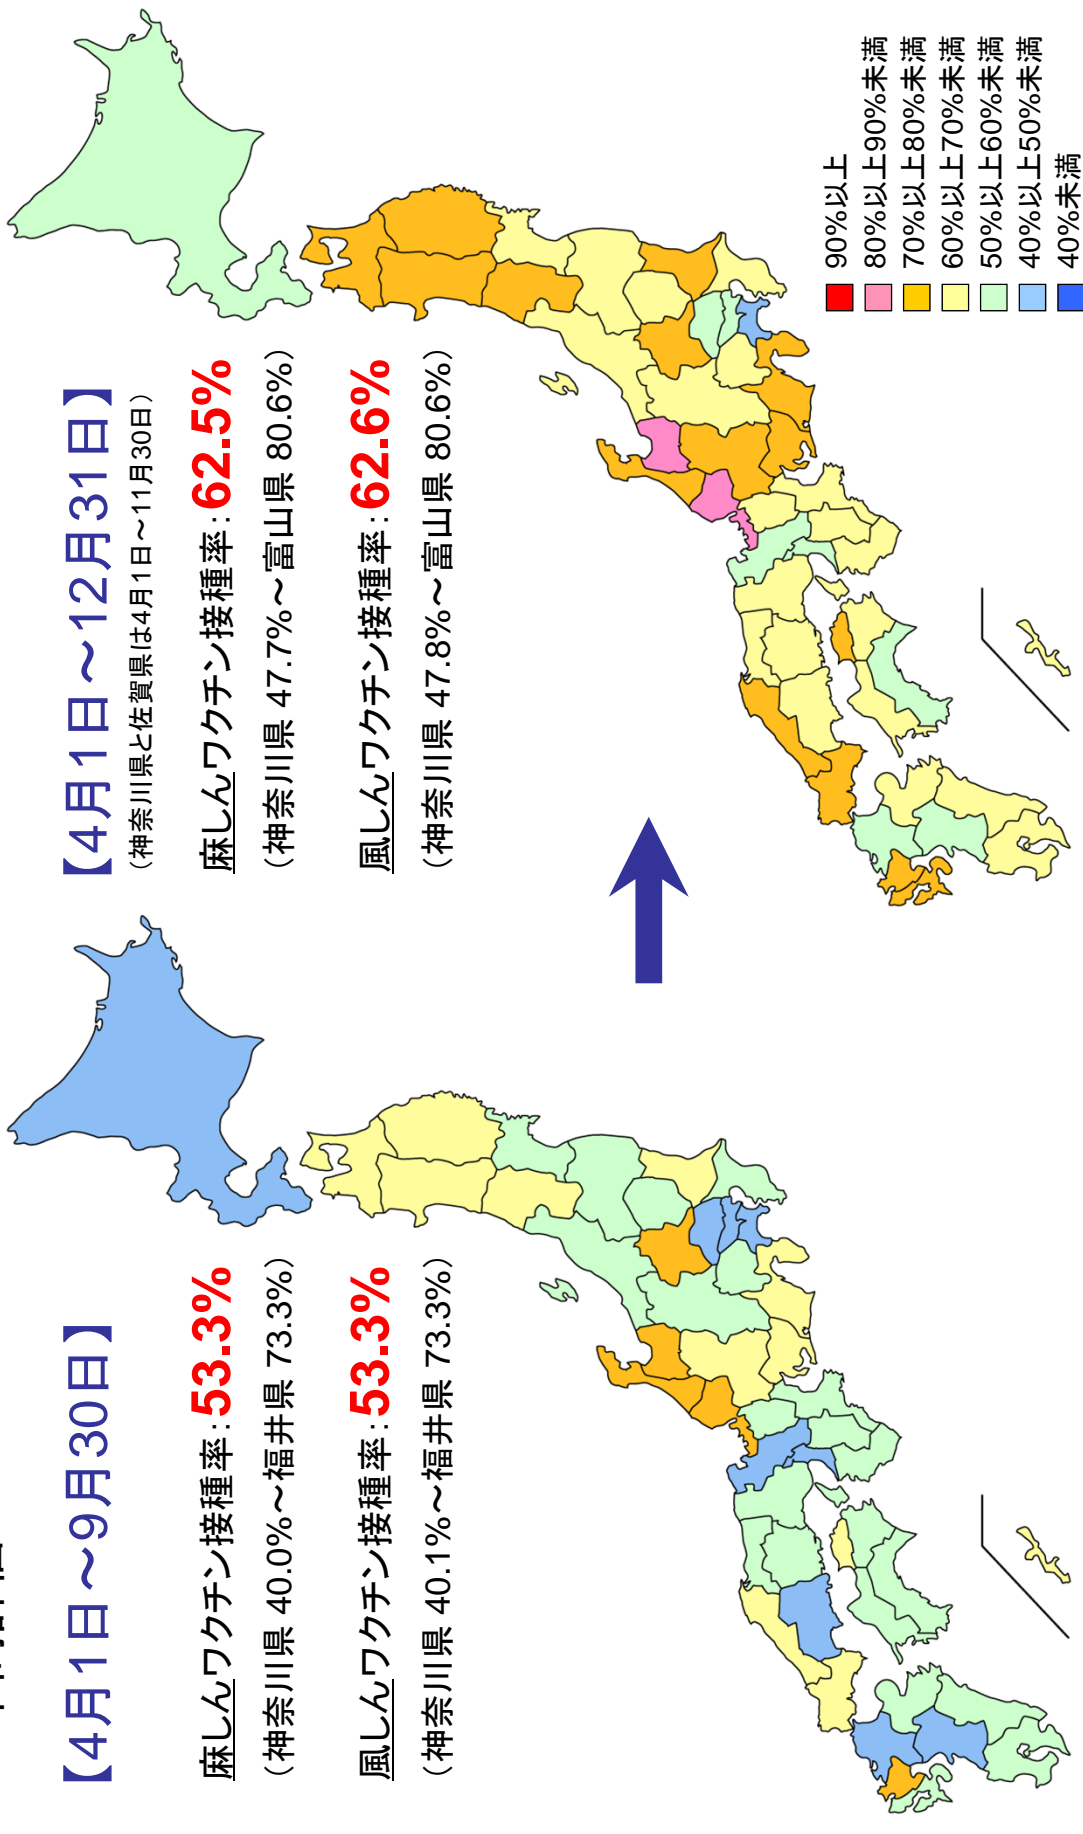 【4月1日～9月30日】
麻しんワクチン接種率：53.3%
（神奈川県 40.0%～福井県 73.3%）
風しんワクチン接種率：53.3%
（神奈川県 40.1%～福井県 73.3%）
【4月1日～12月31日】
（神奈川県と佐賀県は4月1日～11月30日）
麻しんワクチン接種率：62.5%
（神奈川県 47.7%～富山県 80.6%）
風しんワクチン接種率：62.6%
（神奈川県 47.8%～富山県 80.6%）
90%以上
80%以上90%未満
70%以上80%未満
60%以上70%未満
50%以上60%未満
40%以上50%未満
40%未満